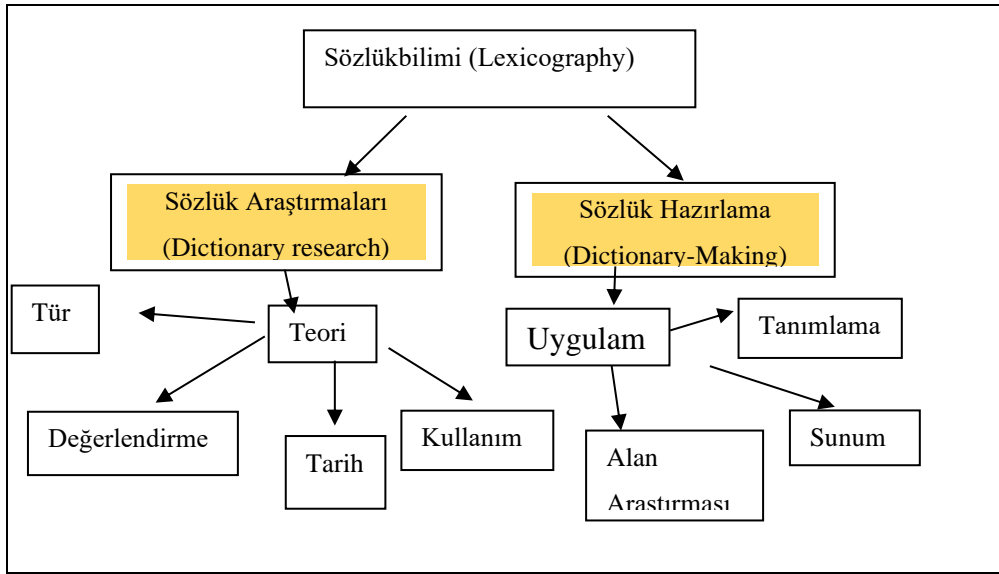 Sözlükbilimi (Lexicography)
Sözlük Araştırmaları
(Dictionary research)
Sözlük Hazırlama
(Dictionary-Making)
Tür
Teori
Uygulam
Tanımlama
Değerlendirme
Tarih
Kullanım
Alan
Araştırması
Sunum